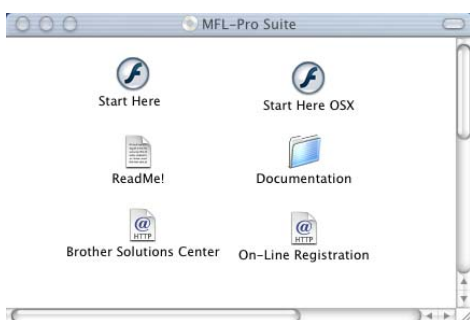 MFL-Pro Suite
Start Here
Start Here OSX
ReadMe!
Documentation
@
HTTP
@
HTTP
Brother Solutions Center
On-Line Registration